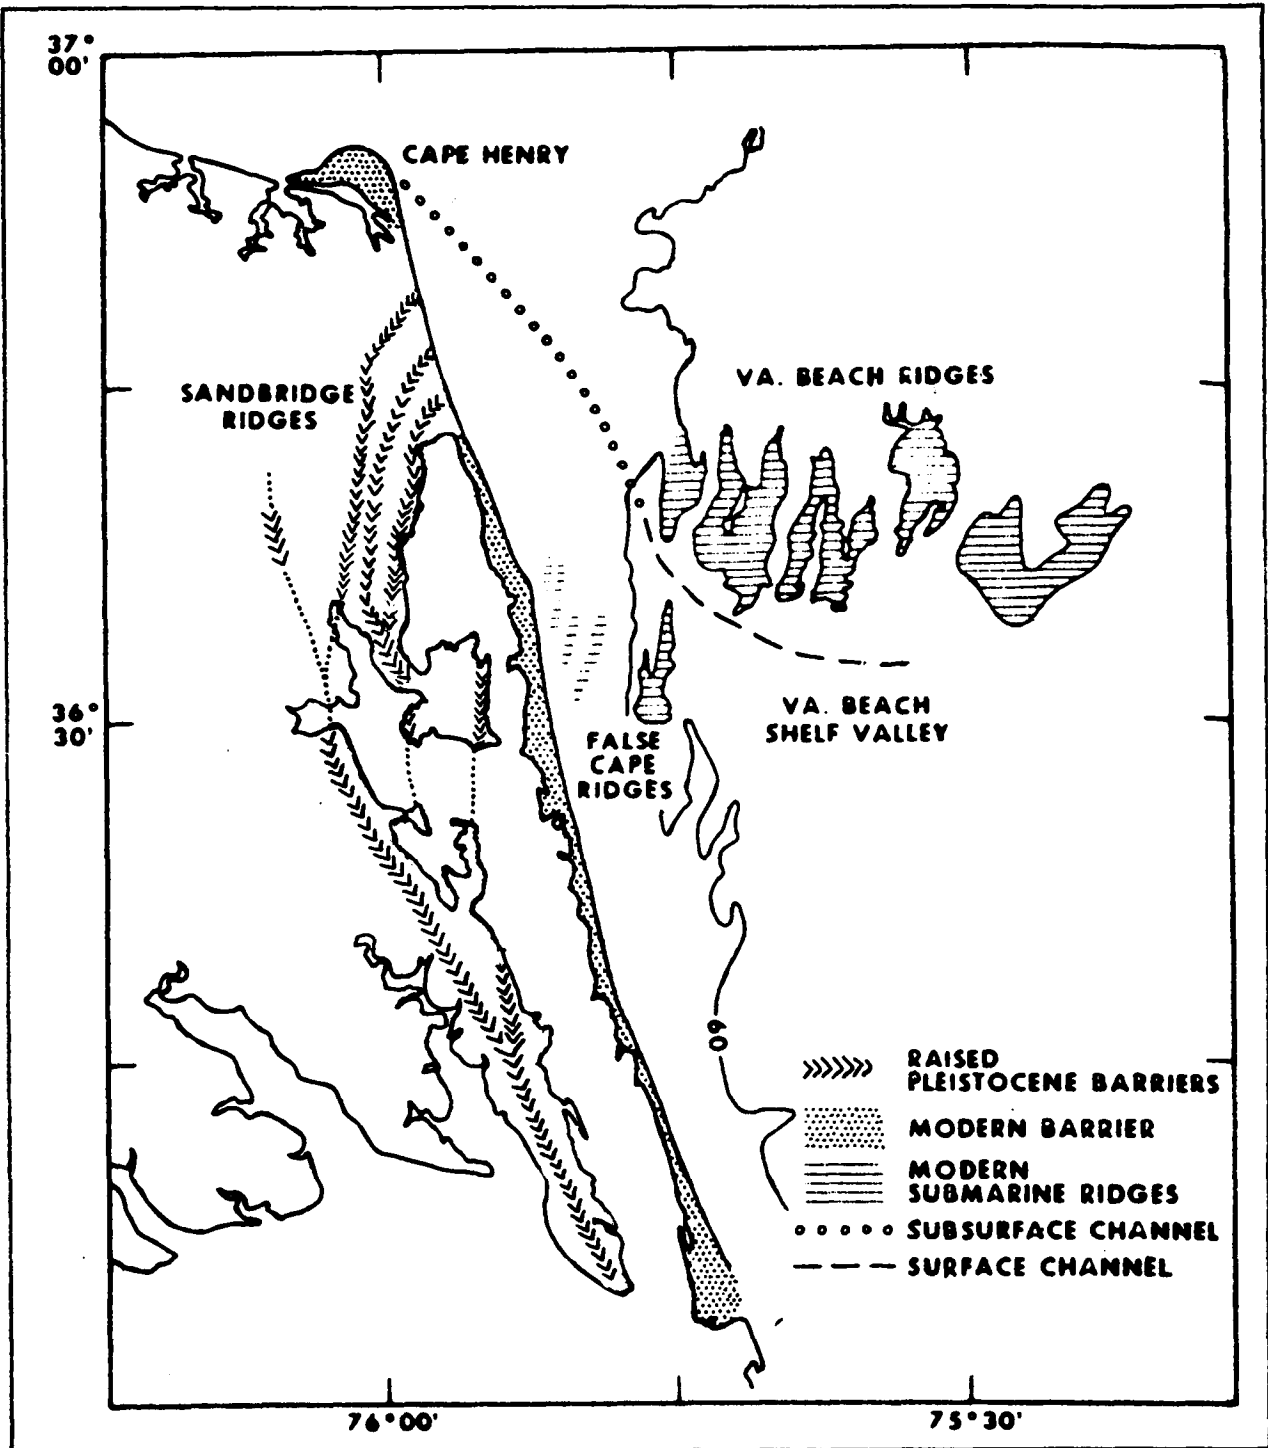 37°
00'
CAPE HENRY
VA. BEACH RIDGES
SANDBRIDGE
RIDGES
36°
30'
VA. BEACH
SHELF VALLEY
FALSE
CAPE
RIDGES
60
RAISED
PLEISTOCENE BARRIERS
MODERN BARRIER
MODERN
SUBMARINE RIDGES
SUBSURFACE CHANNEL
SURFACE CHANNEL
76°00'
75°30'